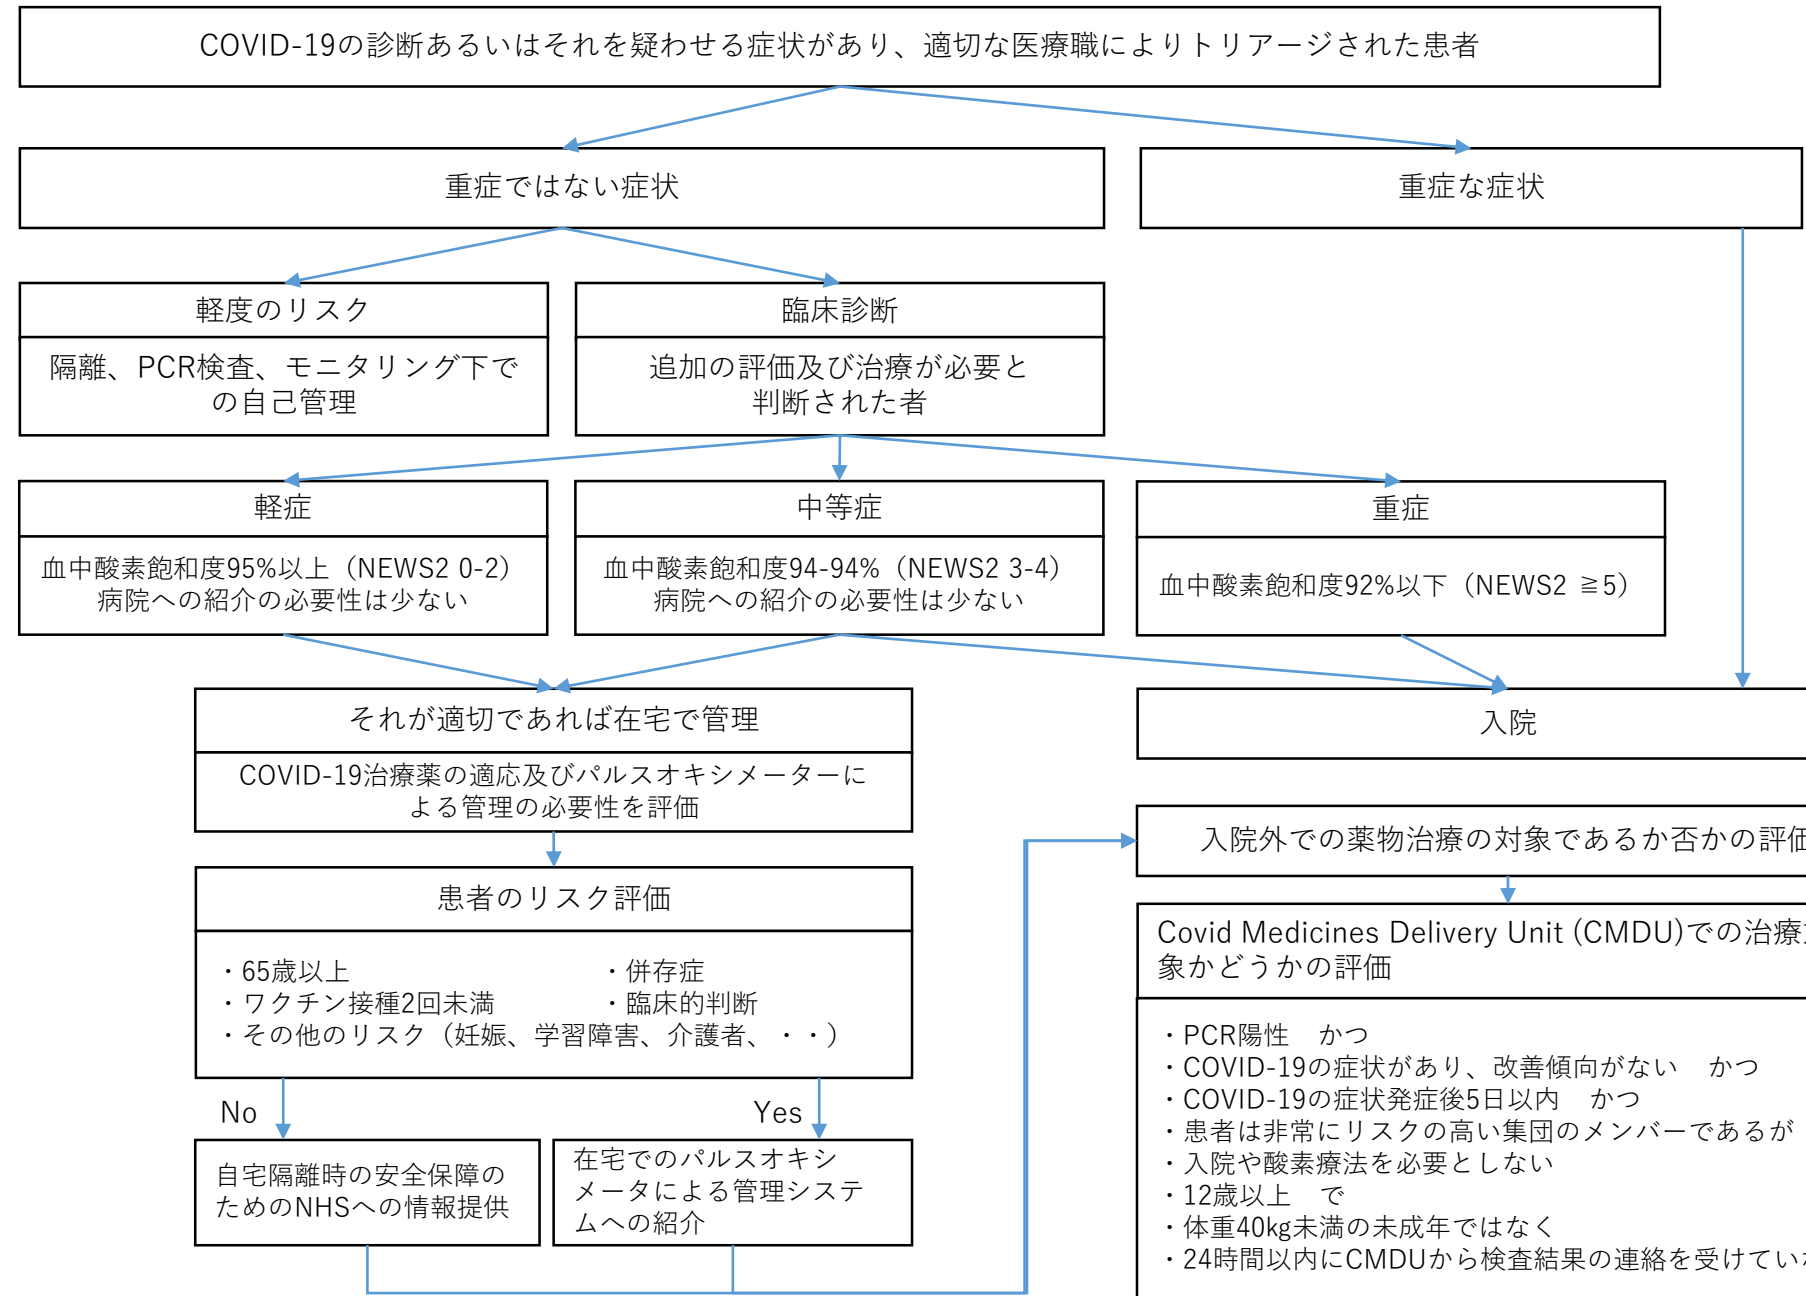 COVID-19の診断あるいはそれを疑わせる症状があり、適切な医療職によりトリアージされた患者
重症ではない症状
重症な症状
軽度のリスク
隔離、PCR検査、モニタリング下で
の自己管理
臨床診断
追加の評価及び治療が必要と
判断された者
軽症
血中酸素飽和度95%以上（NEWS2 0-2）
病院への紹介の必要性は少ない
中等症
血中酸素飽和度94-94%（NEWS2 3-4）
病院への紹介の必要性は少ない
重症
血中酸素飽和度92%以下（NEWS2 ≧5）
それが適切であれば在宅で管理
COVID-19治療薬の適応及びパルスオキシメーターに
よる管理の必要性を評価
入院
患者のリスク評価
・65歳以上　・併存症
・ワクチン接種2回未満　・臨床的判断
・その他のリスク（妊娠、学習障害、介護者、・・）
No
Yes
自宅隔離時の安全保障の
ためのNHSへの情報提供
在宅でのパルスオキシ
メータによる管理システ
ムへの紹介
入院外での薬物治療の対象であるか否かの評
Covid Medicines Delivery Unit (CMDU)での治療
象かどうかの評価
・PCR陽性　かつ
・COVID-19の症状があり、改善傾向がない　かつ
・COVID-19の症状発症後5日以内　かつ
・患者は非常にリスクの高い集団のメンバーであるが
・入院や酸素療法を必要としない
・12歳以上　で
・体重40kg未満の未成年ではなく
・24時間以内にCMDUから検査結果の連絡を受けてい